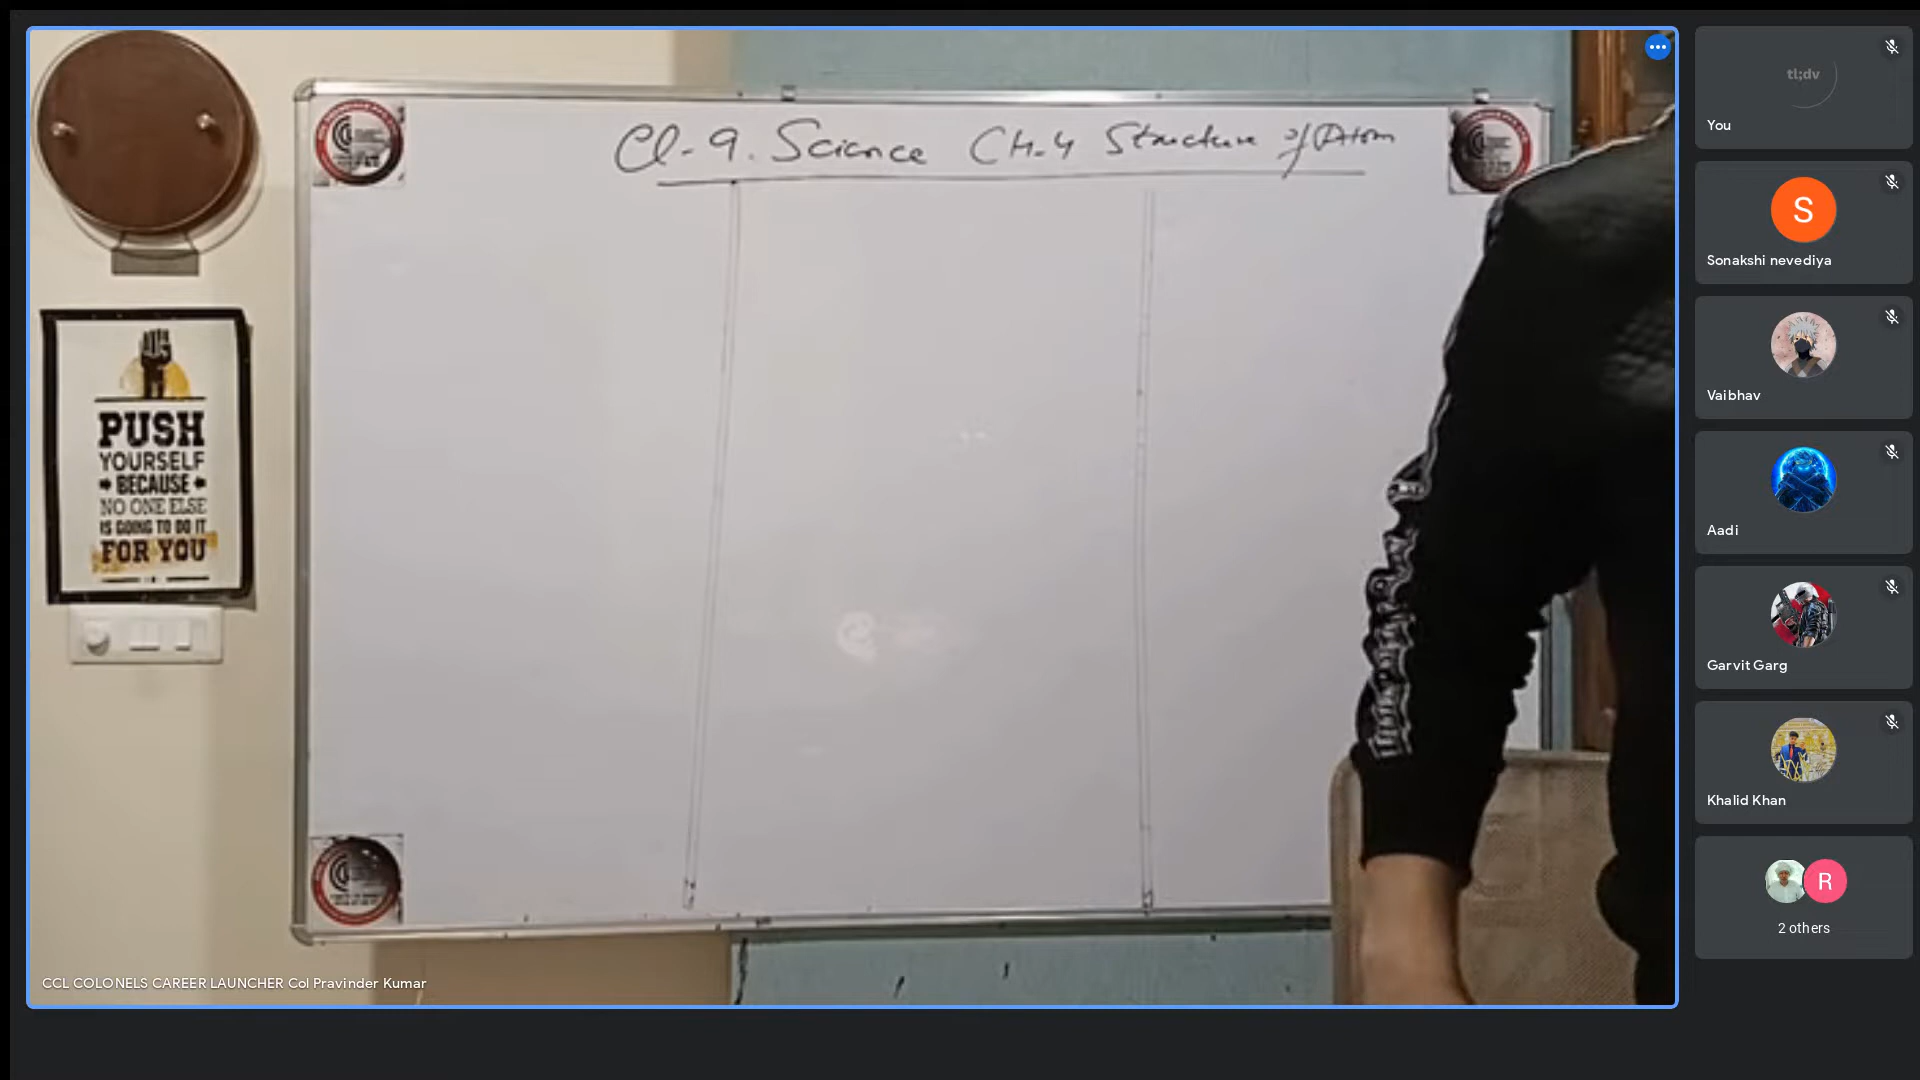 Cl-9. Science Ch-4 Structure of Atom
PUSH
YOURSELF
BECAUSE
NO ONE ELSE
IS GOING TO DO IT
FOR YOU
CCL COLONELS CAREER LAUNCHER Col Pravinder Kumar
tl;dv
You
S
Sonakshi nevediya
Vaibhav
Aadi
Garvit Garg
Khalid Khan
R
2 others